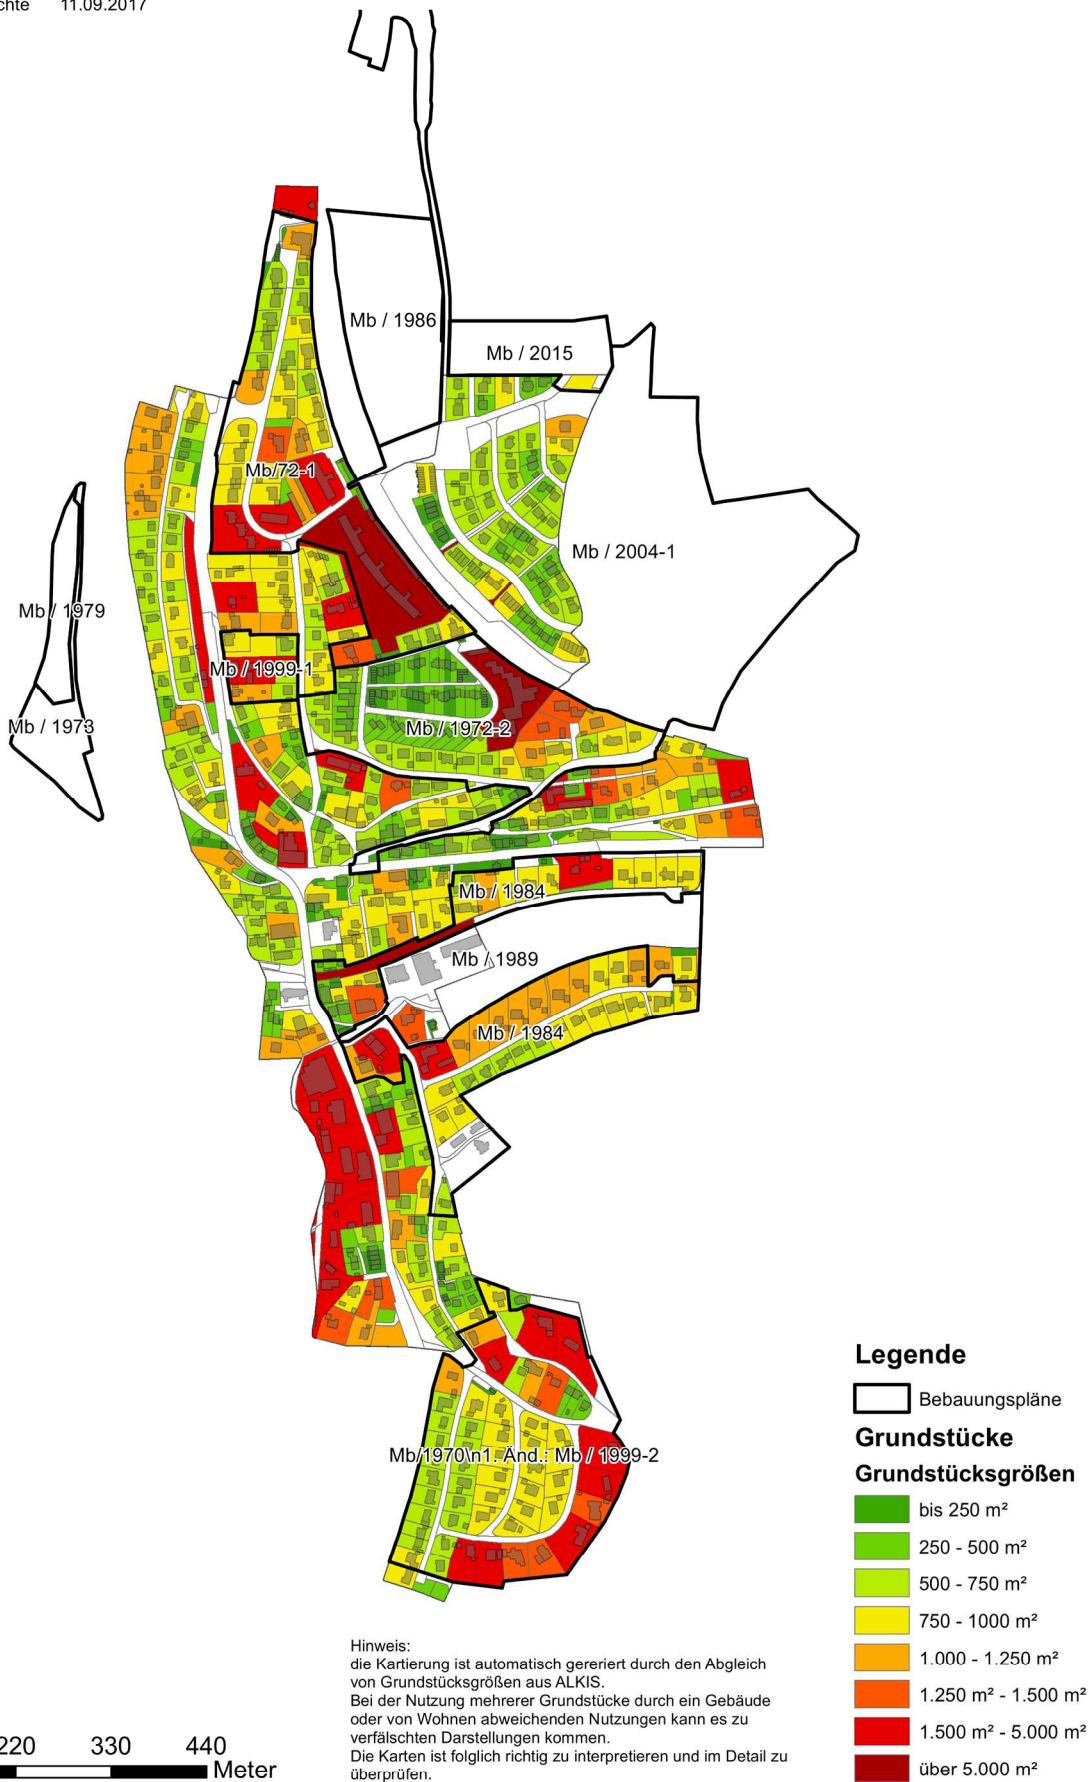 chte 11.09.2017
Mb / 1986
Mb / 2015
Mb/72-1
Mb / 2004-1
Mb / 1979
Mb / 1999-1
Mb / 1973
Mb / 1972-2
Mb / 1984
Mb / 1989
Mb / 1984
Mb/1970\n1. Änd.: Mb / 1999-2
Legende
Bebauungspläne
Grundstücke
Grundstücksgrößen
bis 250 m²
250 - 500 m²
500 - 750 m²
750 - 1000 m²
1.000 - 1.250 m²
1.250 m² - 1.500 m²
1.500 m² - 5.000 m²
über 5.000 m²
Hinweis:
die Kartierung ist automatisch gereriert durch den Abgleich
von Grundstücksgrößen aus ALKIS.
Bei der Nutzung mehrerer Grundstücke durch ein Gebäude
oder von Wohnen abweichenden Nutzungen kann es zu
verfälschten Darstellungen kommen.
Die Karten ist folglich richtig zu interpretieren und im Detail zu
überprüfen.
220 330 440
Meter